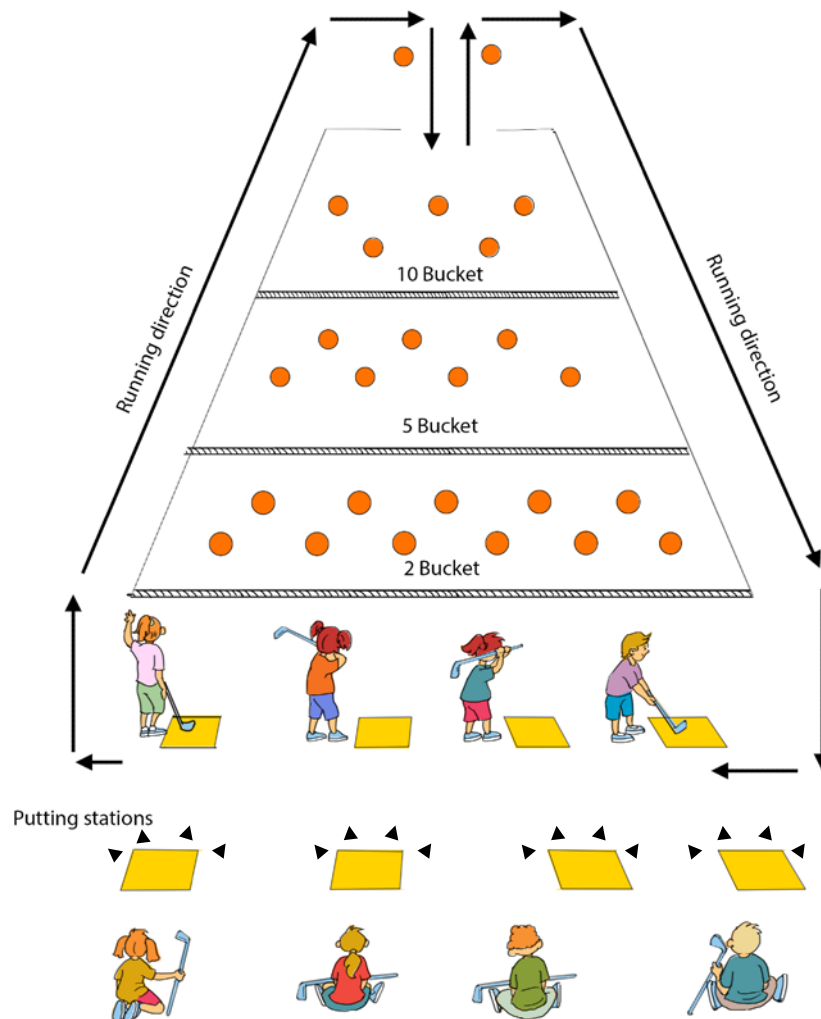 10 Bucket
Running direction
Running direction
5 Bucket
2 Bucket
Putting stations